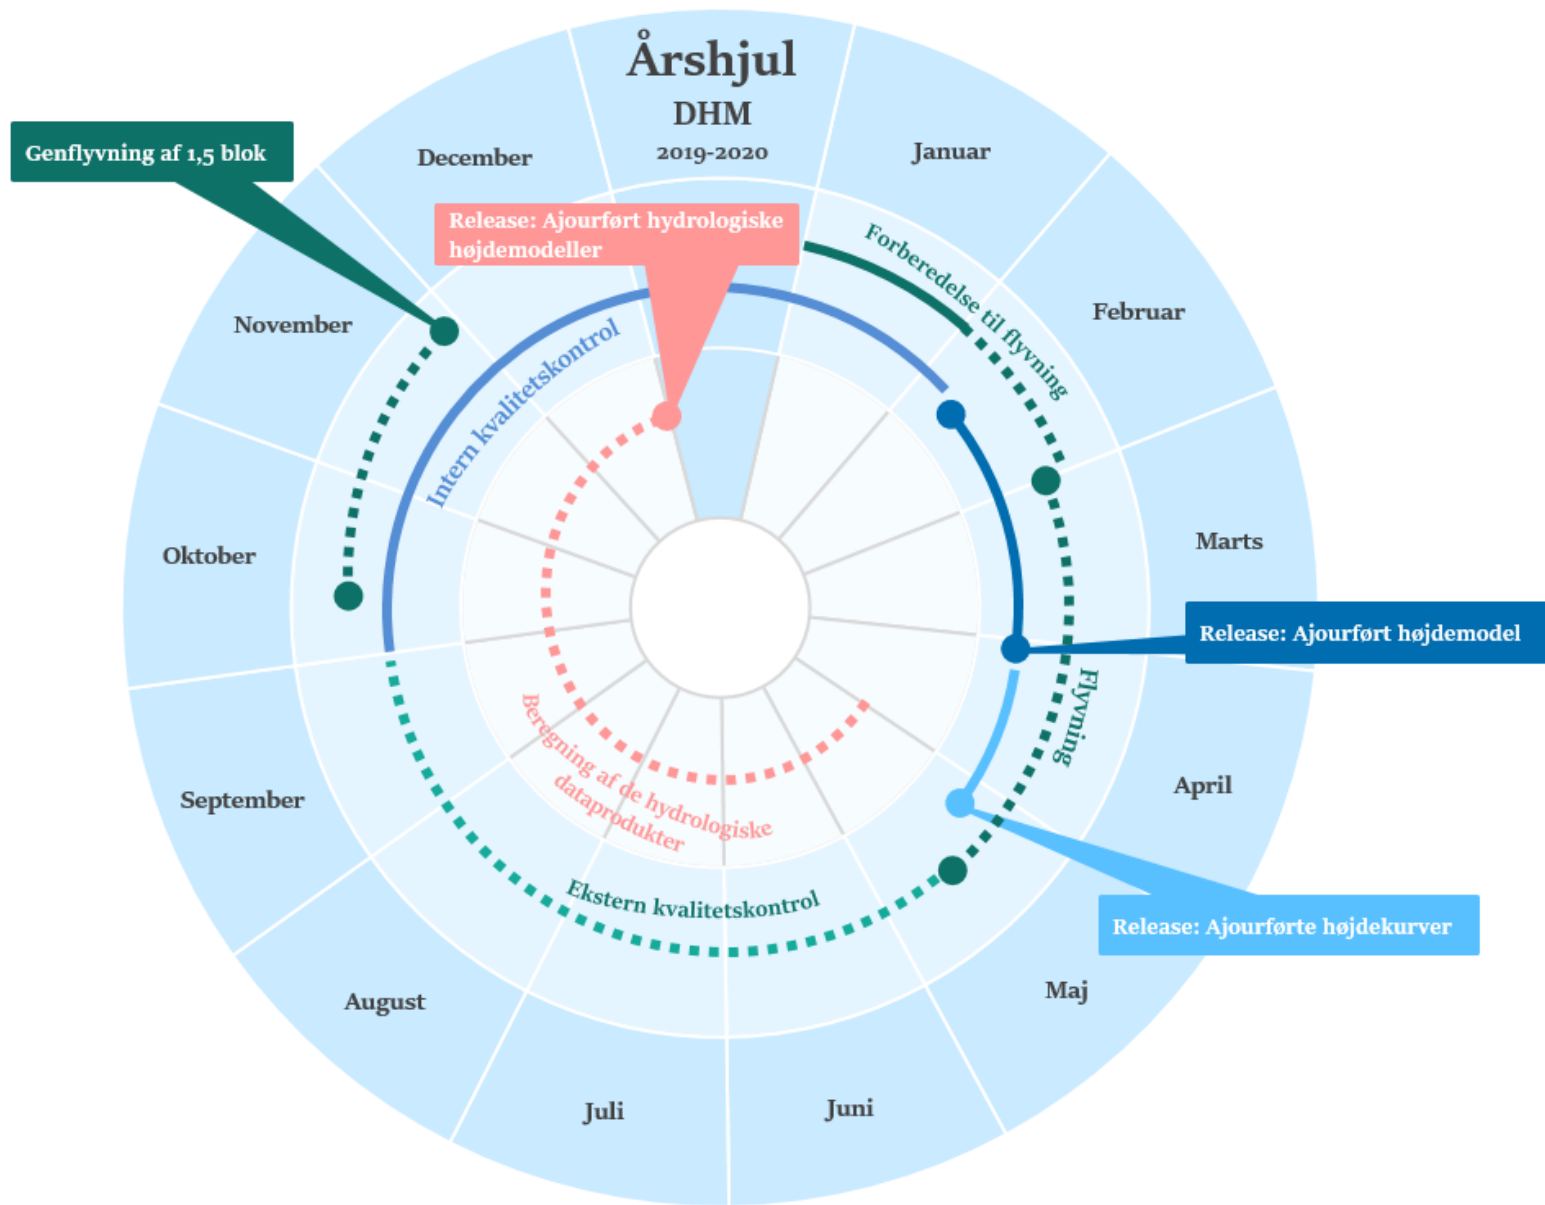 Årshjul
DHM
2019-2020
Januar
Februar
Marts
April
Maj
Juni
Juli
August
September
Oktober
November
December
Genflyvning af 1,5 blok
Release: Ajourført hydrologiske
højdemodeller
Forberedelse til flyvning
Intern kvalitetskontrol
Release: Ajourført højdemodel
Flyvning
Release: Ajourførte højdekurver
Beregning af de hydrologiske
dataprodukter
Ekstern kvalitetskontrol